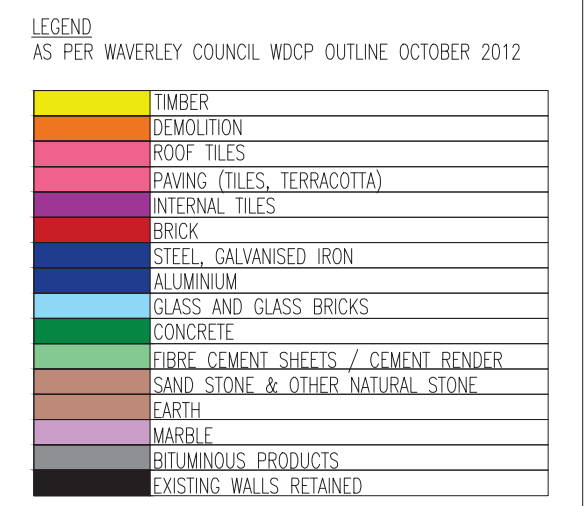 LEGEND
AS PER WAVERLEY COUNCIL WDCP OUTLINE OCTOBER 2012
TIMBER
DEMOLITION
ROOF TILES
PAVING (TILES, TERRACOTTA)
INTERNAL TILES
BRICK
STEEL, GALVANISED IRON
ALUMINIUM
GLASS AND GLASS BRICKS
CONCRETE
FIBRE CEMENT SHEETS / CEMENT RENDER
SAND STONE & OTHER NATURAL STONE
EARTH
MARBLE
BITUMINOUS PRODUCTS
EXISTING WALLS RETAINED